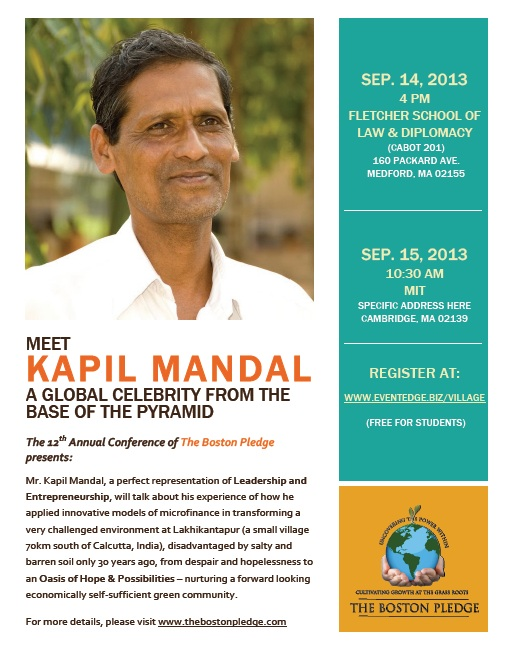 MEET
KAPIL MANDAL
A GLOBAL CELEBRITY FROM THE
BASE OF THE PYRAMID
The 12th Annual Conference of The Boston Pledge
presents:
Mr. Kapil Mandal, a perfect representation of Leadership and
Entrepreneurship, will talk about his experience of how he
applied innovative models of microfinance in transforming a
very challenged environment at Lakhikantapur (a small village
70km south of Calcutta, India), disadvantaged by salty and
barren soil only 30 years ago, from despair and hopelessness to
an Oasis of Hope & Possibilities – nurturing a forward looking
economically self-sufficient green community.
For more details, please visit www.thebostonpledge.com
SEP. 14, 2013
4 PM
FLETCHER SCHOOL OF
LAW & DIPLOMACY
(CABOT 201)
160 PACKARD AVE.
MEDFORD, MA 02155
SEP. 15, 2013
10:30 AM
MIT
SPECIFIC ADDRESS HERE
CAMBRIDGE, MA 02139
REGISTER AT:
WWW.EVENTEDGE.BIZ/VILLAGE
(FREE FOR STUDENTS)
UNCOVERING THE POWER WITHIN
CULTIVATING GROWTH AT THE GRASS ROOTS
THE BOSTON PLEDGE